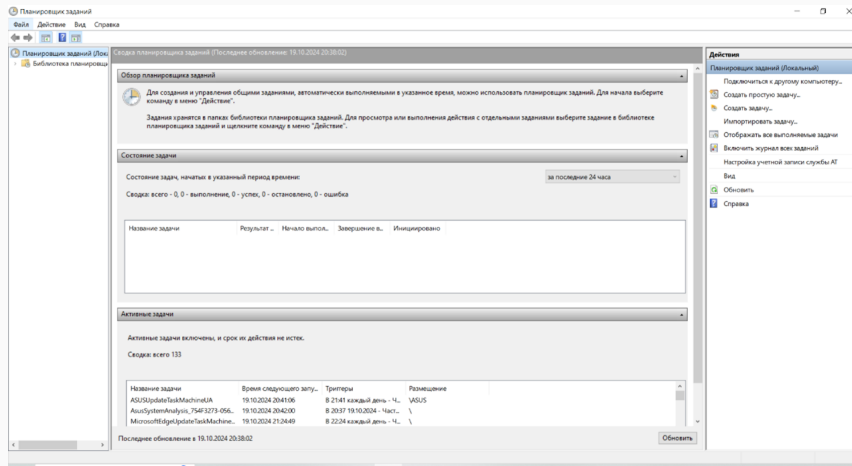 Планировщик заданий
Файл Действие Вид Справка
Планировщик заданий (Лок
Библиотека планировщ
Сводка планировщика заданий (Последнее обновление: 19.10.2024 20:38:02)
Обзор планировщика заданий
Для создания и управления общими заданиями, автоматически выполняемыми в указанное время, можно использовать планировщик заданий. Для начала выберите
команду в меню "Действие".
Задания хранятся в папках библиотеки планировщика заданий. Для просмотра или выполнения действия с отдельными заданиями выберите задание в библиотеке
планировщика заданий и щелкните команду в меню "Действие".
Состояние задачи
Состояние задач, начатых в указанный период времени:
за последние 24 часа
Сводка: всего - 0, 0 - выполнение, 0 - успех, 0 - остановлено, 0 - ошибка
Название задачи Результат ... Начало выпол... Завершение в... Инициировано
Активные задачи
Активные задачи включены, и срок их действия не истек.
Сводка: всего 133
Название задачи Время следующего запу... Триггеры Размещение
ASUSUpdateTaskMachineUA 19.10.2024 20:41:06 В 21:41 каждый день - Ч... \ASUS
AsusSystemAnalysis_754F3273-056... 19.10.2024 20:42:00 В 20:37 19.10.2024 - Част... \
MicrosoftEdgeUpdateTaskMachine... 19.10.2024 21:24:49 В 22:24 каждый день - Ч... \
Последнее обновление в 19.10.2024 20:38:02
Обновить
Действия
Планировщик заданий (Локальный)
Подключиться к другому компьютеру...
Создать простую задачу...
Создать задачу...
Импортировать задачу...
Отображать все выполняемые задачи
Включить журнал всех заданий
Настройка учетной записи службы AT
Вид
Обновить
Справка